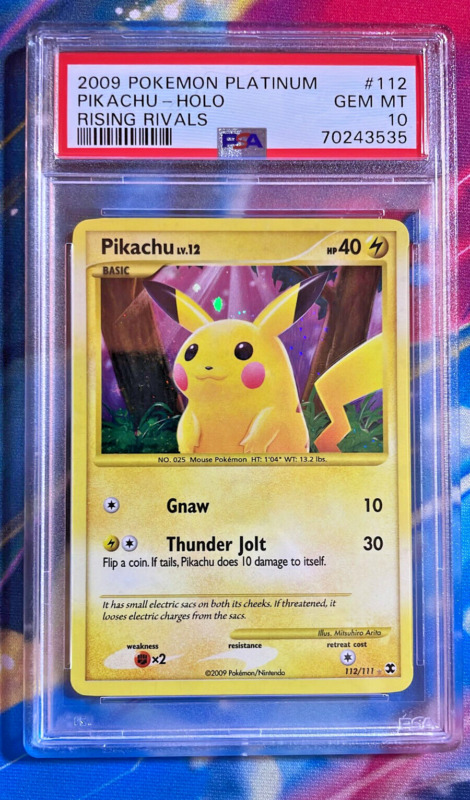 2009 POKEMON PLATINUM #112
PIKACHU - HOLO GEM MT
RISING RIVALS 10
PSA 70243535
Pikachu LV.12 HP 40
BASIC
NO. 025 Mouse Pokémon HT: 1'04" WT: 13.2 lbs.
Gnaw 10
Thunder Jolt 30
Flip a coin. If tails, Pikachu does 10 damage to itself.
It has small electric sacs on both its cheeks. If threatened, it
looses electric charges from the sacs.
Illus. Mitsuhiro Arita
weakness resistance retreat cost
×2
©2009 Pokémon/Nintendo 112/111